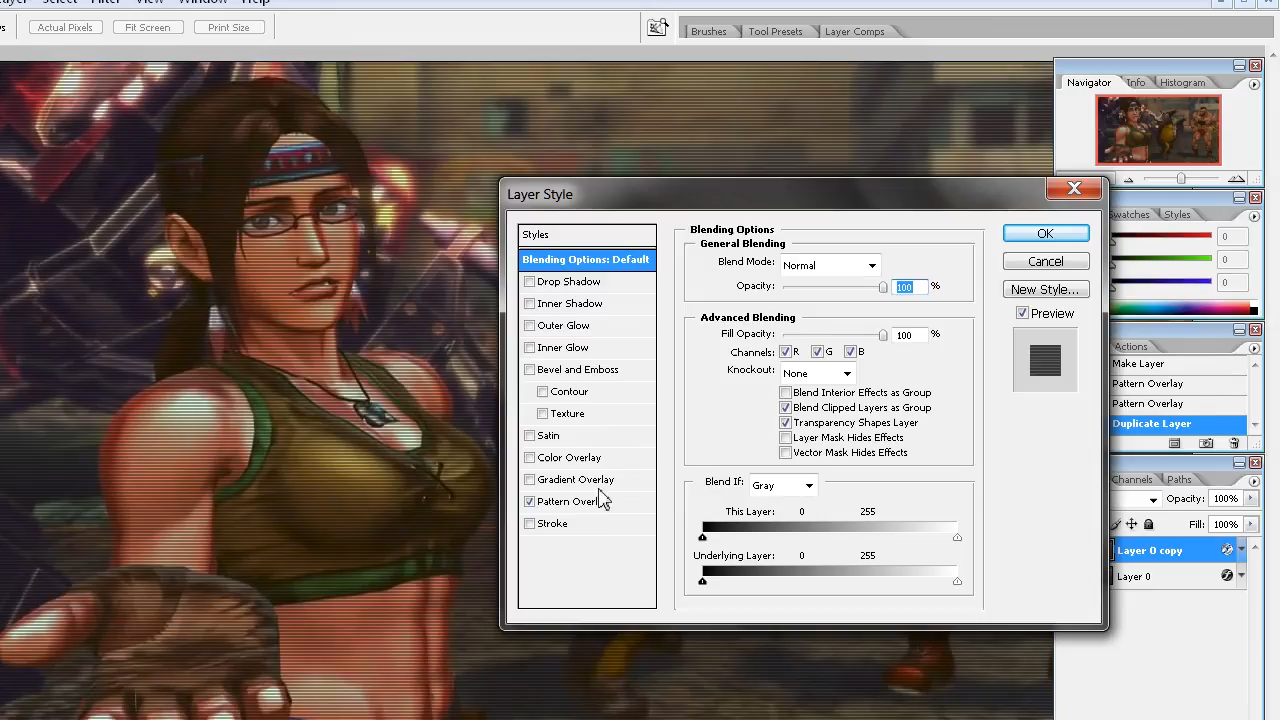 Select Filter View Window Help
Actual Pixels Fit Screen Print Size
Brushes Tool Presets Layer Comps
Navigator Info Histogram
Layer Style
Styles
Blending Options: Default
Drop Shadow
Inner Shadow
Outer Glow
Inner Glow
Bevel and Emboss
Contour
Texture
Satin
Color Overlay
Gradient Overlay
Pattern Overl
Stroke
Blending Options
General Blending
Blend Mode: Normal
Opacity: 100 %
Advanced Blending
Fill Opacity: 100 %
Channels: R G B
Knockout: None
Blend Interior Effects as Group
Blend Clipped Layers as Group
Transparency Shapes Layer
Layer Mask Hides Effects
Vector Mask Hides Effects
Blend If: Gray
This Layer: 0 255
Underlying Layer: 0 255
OK
Cancel
New Style...
Preview
Swatches Styles
0
0
0
Actions
Make Layer
Pattern Overlay
Pattern Overlay
Duplicate Layer
Channels Paths
Opacity: 100%
Fill: 100%
Layer 0 copy
Layer 0